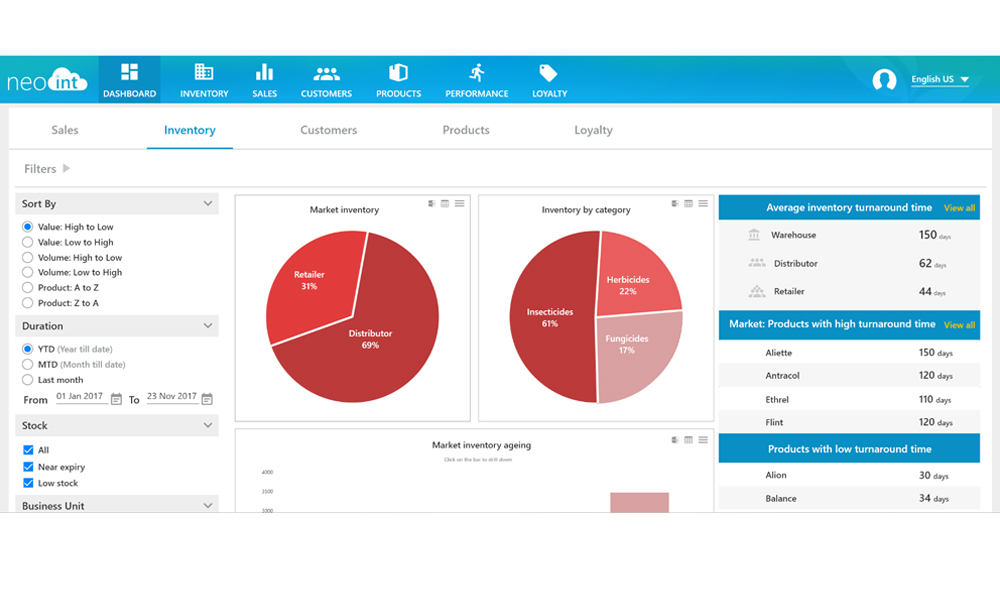 neo int
DASHBOARD
INVENTORY
SALES
CUSTOMERS
PRODUCTS
PERFORMANCE
LOYALTY
English US
Sales
Inventory
Customers
Products
Loyalty
Filters
Sort By
Value: High to Low
Value: Low to High
Volume: High to Low
Volume: Low to High
Product: A to Z
Product: Z to A
Duration
YTD (Year till date)
MTD (Month till date)
Last month
From 01 Jan 2017 To 23 Nov 2017
Stock
All
Near expiry
Low stock
Business Unit
Market inventory
Retailer
31%
Distributor
69%
Inventory by category
Herbicides
22%
Insecticides
61%
Fungicides
17%
Market inventory ageing
Click on the bar to drill down
4000
3500
3000
Average inventory turnaround time View all
Warehouse 150 days
Distributor 62 days
Retailer 44 days
Market: Products with high turnaround time View all
Aliette 150 days
Antracol 120 days
Ethrel 110 days
Flint 120 days
Products with low turnaround time
Alion 30 days
Balance 34 days